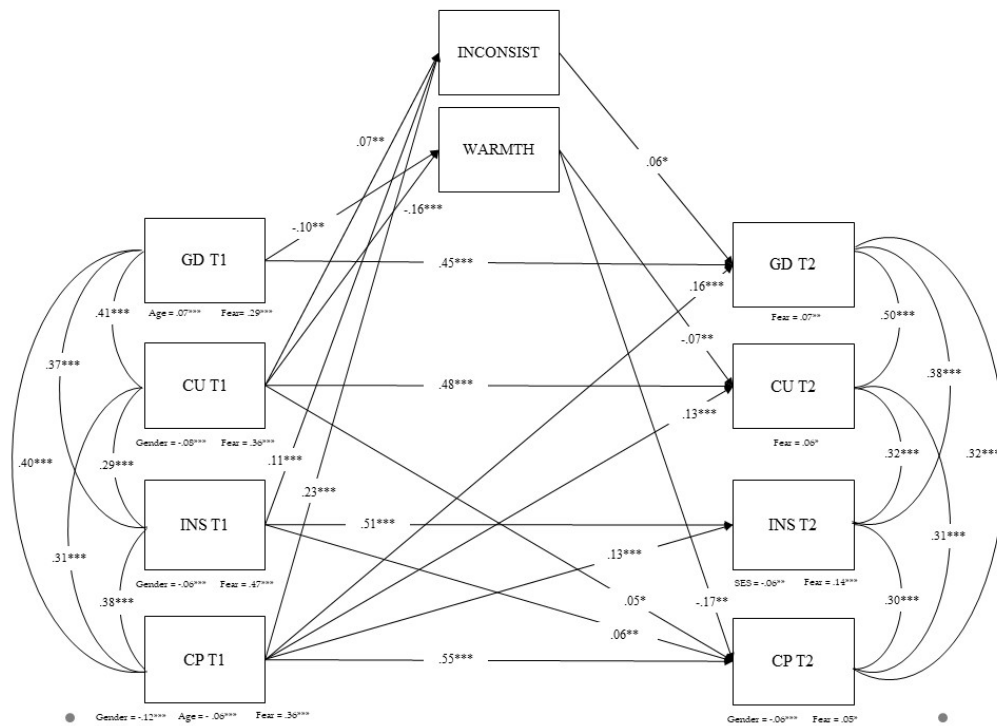 INCONSIST
WARMTH
.07**
.06*
-.10**
-.16***
GD T1
.45***
GD T2
.16***
Age = .07*** Fear= .29***
Fear = .07**
.41***
.50***
.37***
-.07**
.38***
CU T1
.48***
CU T2
.13***
Gender = -.08*** Fear = .36***
Fear = .06*
.40***
.29***
.11***
.32***
.32***
.23***
INS T1
.51***
INS T2
.13***
.31***
.31***
Gender = -.06*** Fear = .47***
SES = -.06** Fear = .14***
.38***
.05*
-.17**
.30***
.06**
CP T1
.55***
CP T2
Gender = -.12*** Age = - .06*** Fear = .36***
Gender = -.06*** Fear = .05*